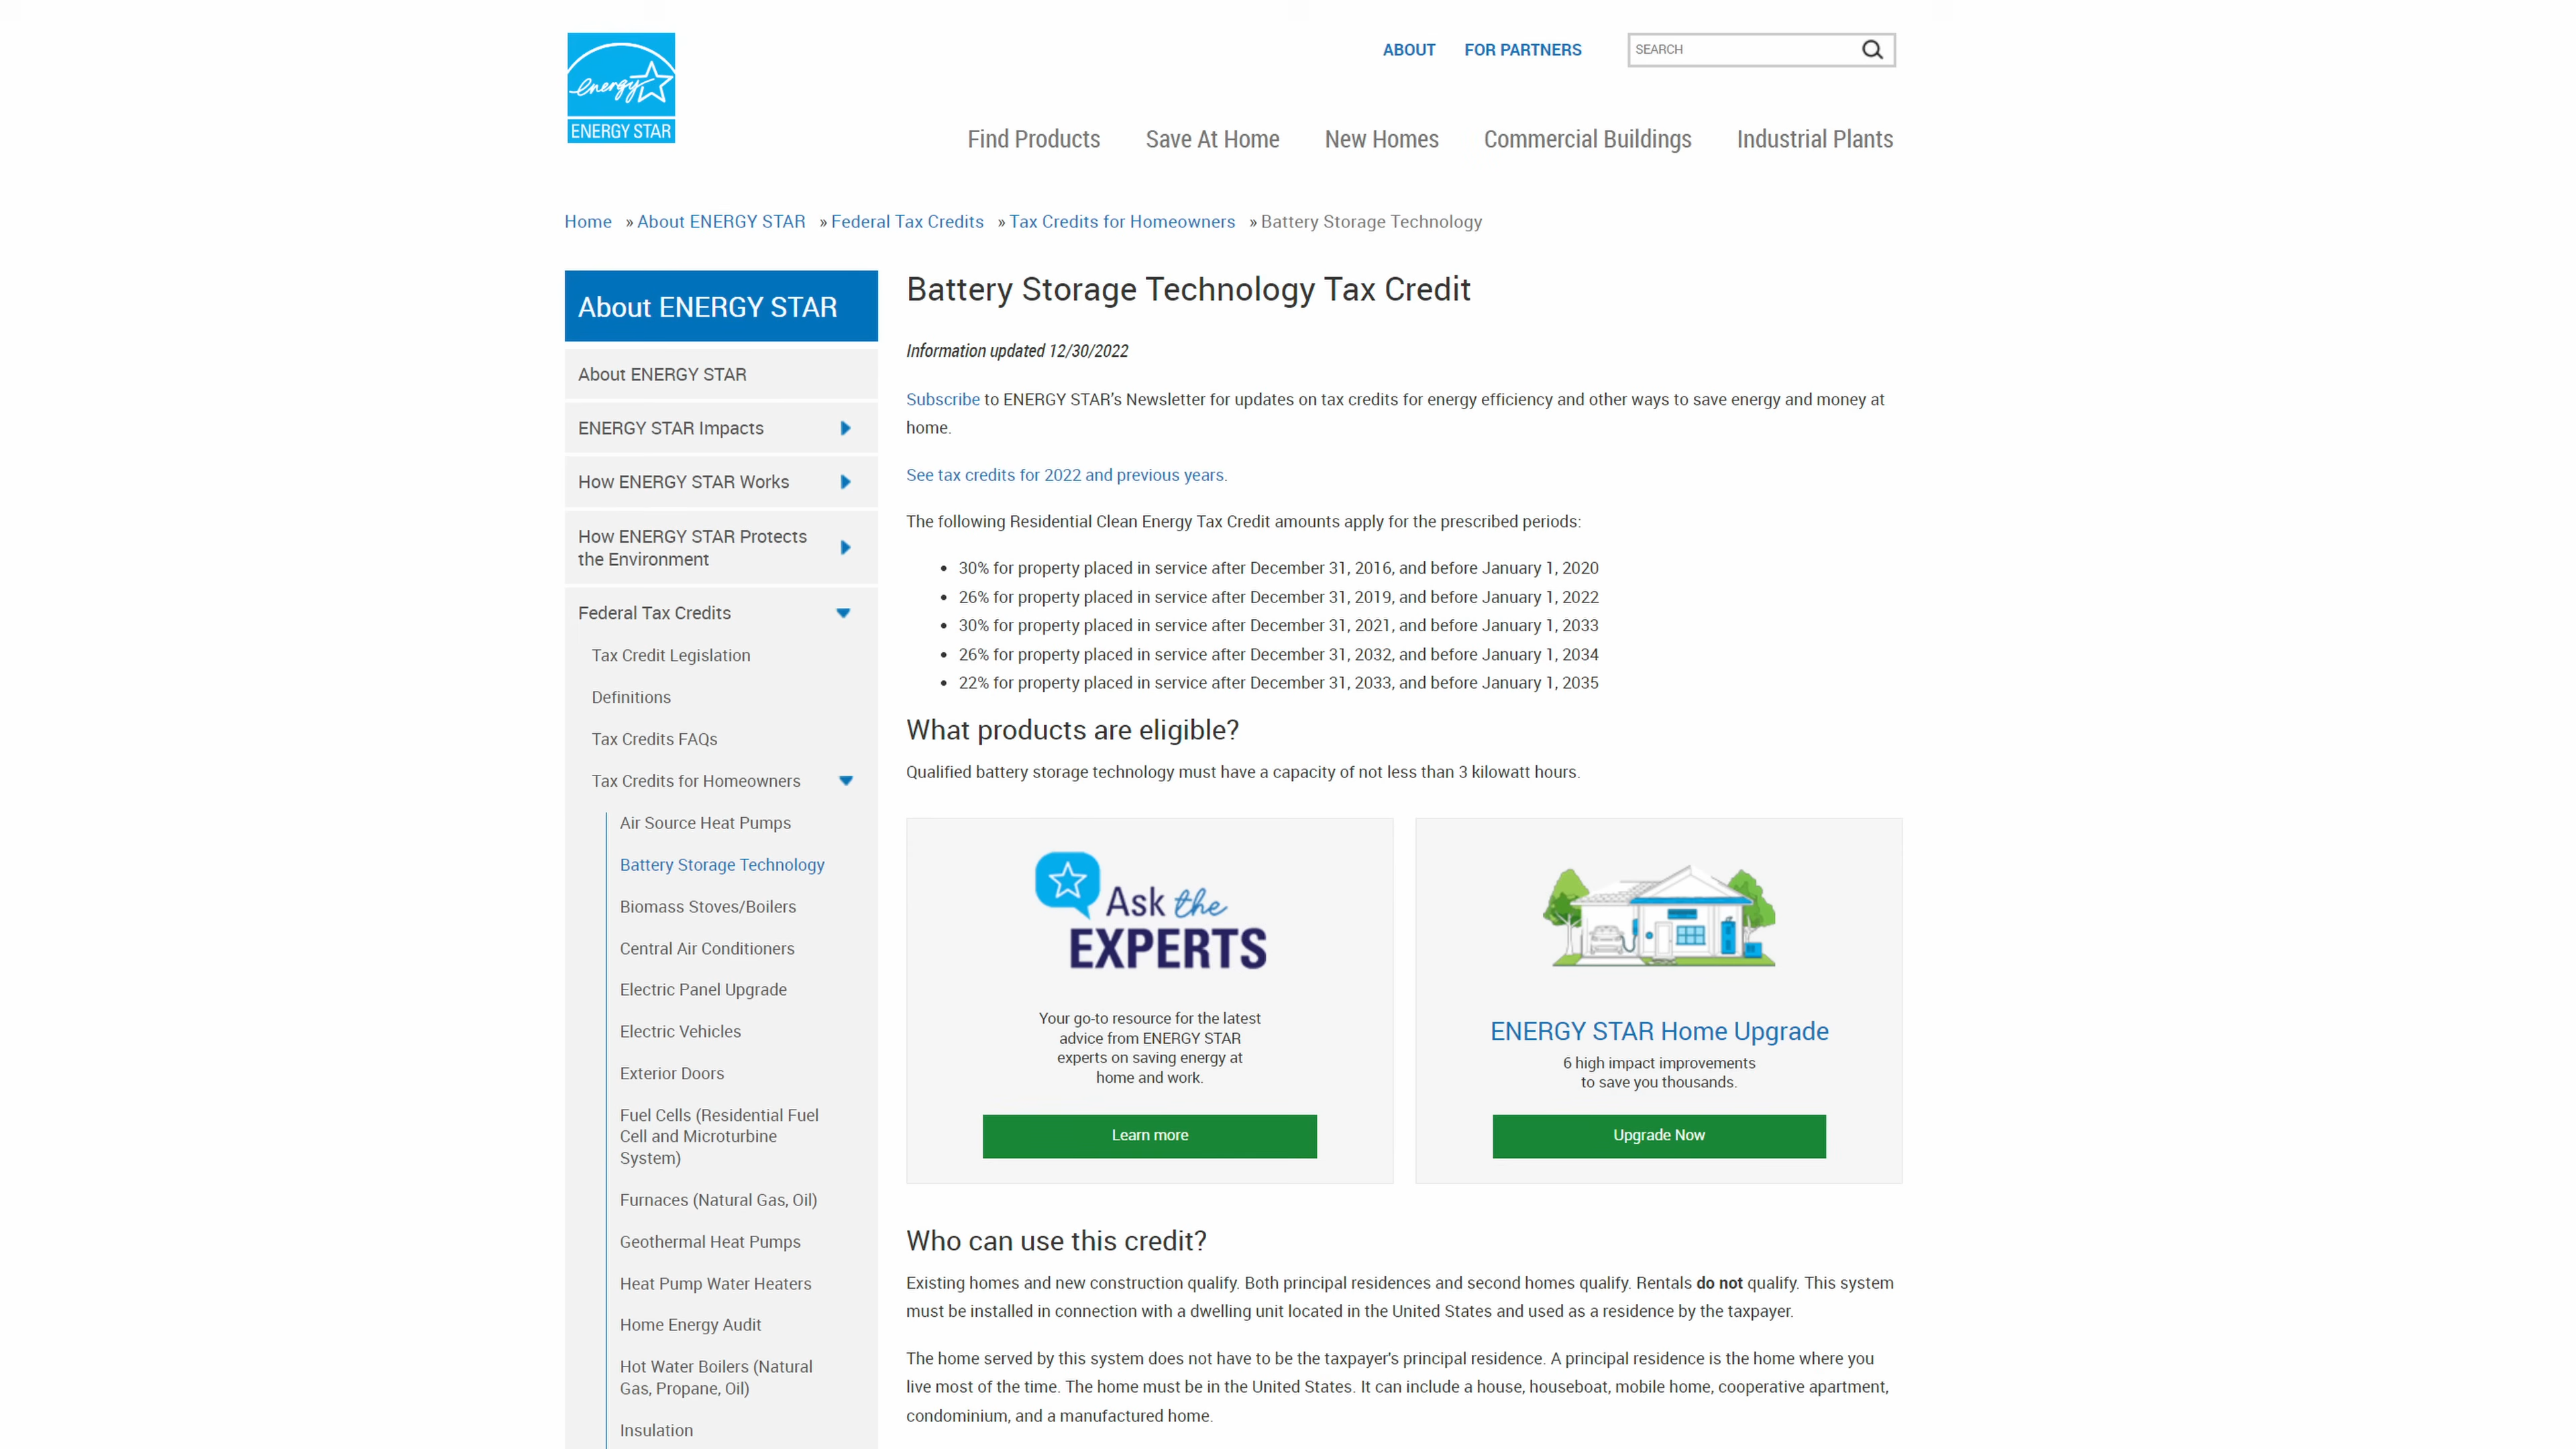 energy
ENERGY STAR
ABOUT
FOR PARTNERS
SEARCH
Find Products
Save At Home
New Homes
Commercial Buildings
Industrial Plants
Home » About ENERGY STAR » Federal Tax Credits » Tax Credits for Homeowners » Battery Storage Technology
About ENERGY STAR
About ENERGY STAR
ENERGY STAR Impacts
How ENERGY STAR Works
How ENERGY STAR Protects
the Environment
Federal Tax Credits
Tax Credit Legislation
Definitions
Tax Credits FAQs
Tax Credits for Homeowners
Air Source Heat Pumps
Battery Storage Technology
Biomass Stoves/Boilers
Central Air Conditioners
Electric Panel Upgrade
Electric Vehicles
Exterior Doors
Fuel Cells (Residential Fuel
Cell and Microturbine
System)
Furnaces (Natural Gas, Oil)
Geothermal Heat Pumps
Heat Pump Water Heaters
Home Energy Audit
Hot Water Boilers (Natural
Gas, Propane, Oil)
Insulation
Battery Storage Technology Tax Credit
Information updated 12/30/2022
Subscribe to ENERGY STAR’s Newsletter for updates on tax credits for energy efficiency and other ways to save energy and money at
home.
See tax credits for 2022 and previous years.
The following Residential Clean Energy Tax Credit amounts apply for the prescribed periods:
• 30% for property placed in service after December 31, 2016, and before January 1, 2020
• 26% for property placed in service after December 31, 2019, and before January 1, 2022
• 30% for property placed in service after December 31, 2021, and before January 1, 2033
• 26% for property placed in service after December 31, 2032, and before January 1, 2034
• 22% for property placed in service after December 31, 2033, and before January 1, 2035
What products are eligible?
Qualified battery storage technology must have a capacity of not less than 3 kilowatt hours.
Ask the
EXPERTS
Your go-to resource for the latest
advice from ENERGY STAR
experts on saving energy at
home and work.
Learn more
ENERGY STAR Home Upgrade
6 high impact improvements
to save you thousands.
Upgrade Now
Who can use this credit?
Existing homes and new construction qualify. Both principal residences and second homes qualify. Rentals do not qualify. This system
must be installed in connection with a dwelling unit located in the United States and used as a residence by the taxpayer.
The home served by this system does not have to be the taxpayer's principal residence. A principal residence is the home where you
live most of the time. The home must be in the United States. It can include a house, houseboat, mobile home, cooperative apartment,
condominium, and a manufactured home.